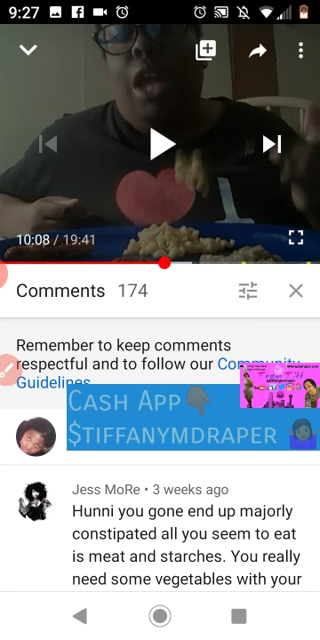 9:27
10:08 / 19:41
Comments 174
Remember to keep comments
respectful and to follow our Community
Guidelines
Cash App
$TIFFANYMDRAPER
Jess MoRe • 3 weeks ago
Hunni you gone end up majorly
constipated all you seem to eat
is meat and starches. You really
need some vegetables with your